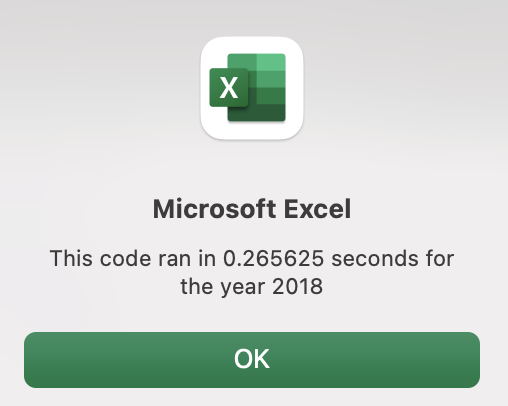 X
Microsoft Excel
This code ran in 0.265625 seconds for
the year 2018
OK